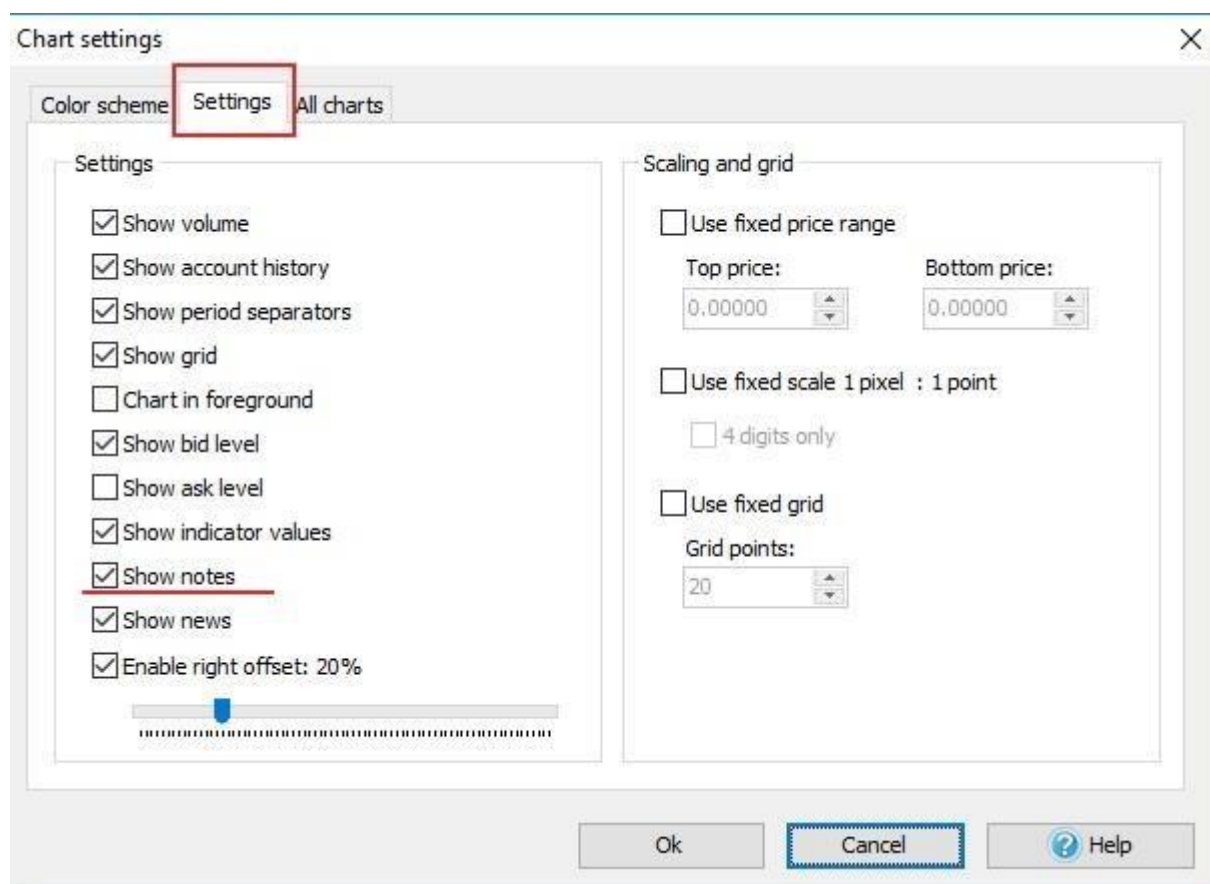 Chart settings
Color scheme Settings All charts
Settings
Show volume
Show account history
Show period separators
Show grid
Chart in foreground
Show bid level
Show ask level
Show indicator values
Show notes
Show news
Enable right offset: 20%
Scaling and grid
Use fixed price range
Top price: Bottom price:
0.00000 0.00000
Use fixed scale 1 pixel : 1 point
4 digits only
Use fixed grid
Grid points:
20
Ok Cancel Help